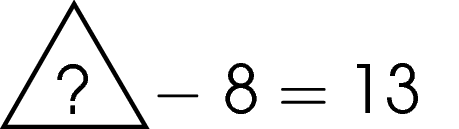 ? − 8 = 13